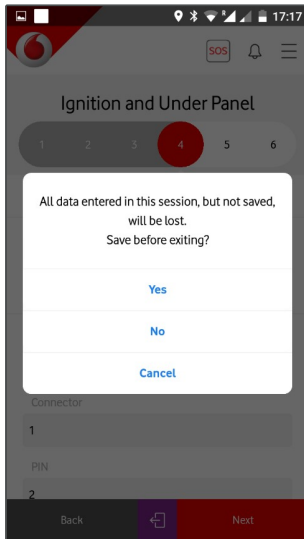 17:17
SOS
Ignition and Under Panel
1 2 3 4 5 6
All data entered in this session, but not saved,
will be lost.
Save before exiting?
Yes
No
Cancel
Connector
1
PIN
2
Back Next